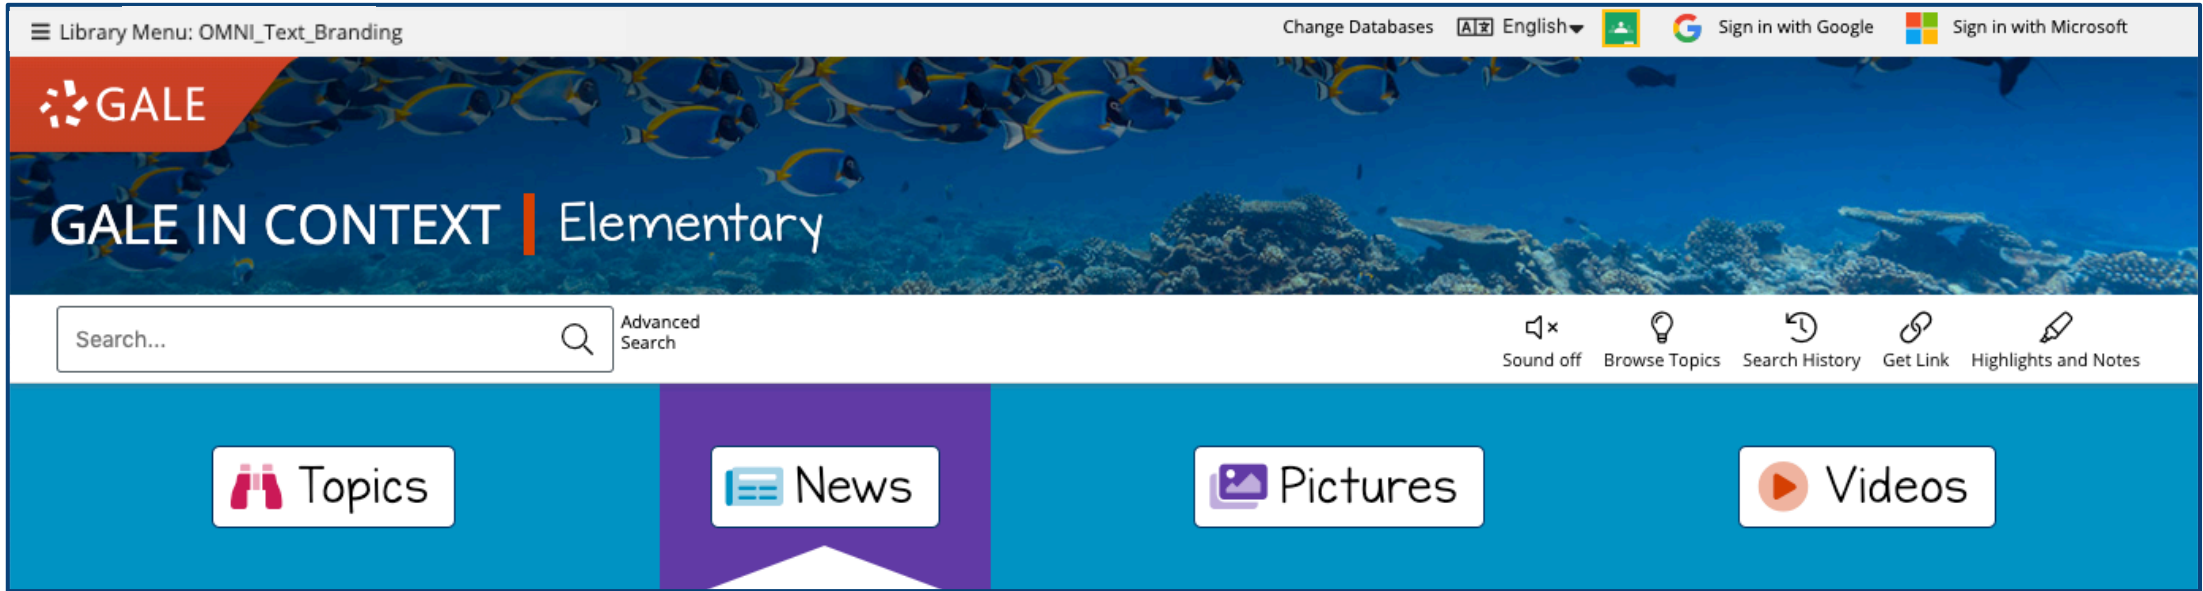 Library Menu: OMNI_Text_Branding
Change Databases English Sign in with Google Sign in with Microsoft
GALE
GALE IN CONTEXT Elementary
Search...
Advanced
Search
Sound off Browse Topics Search History Get Link Highlights and Notes
Topics News Pictures Videos